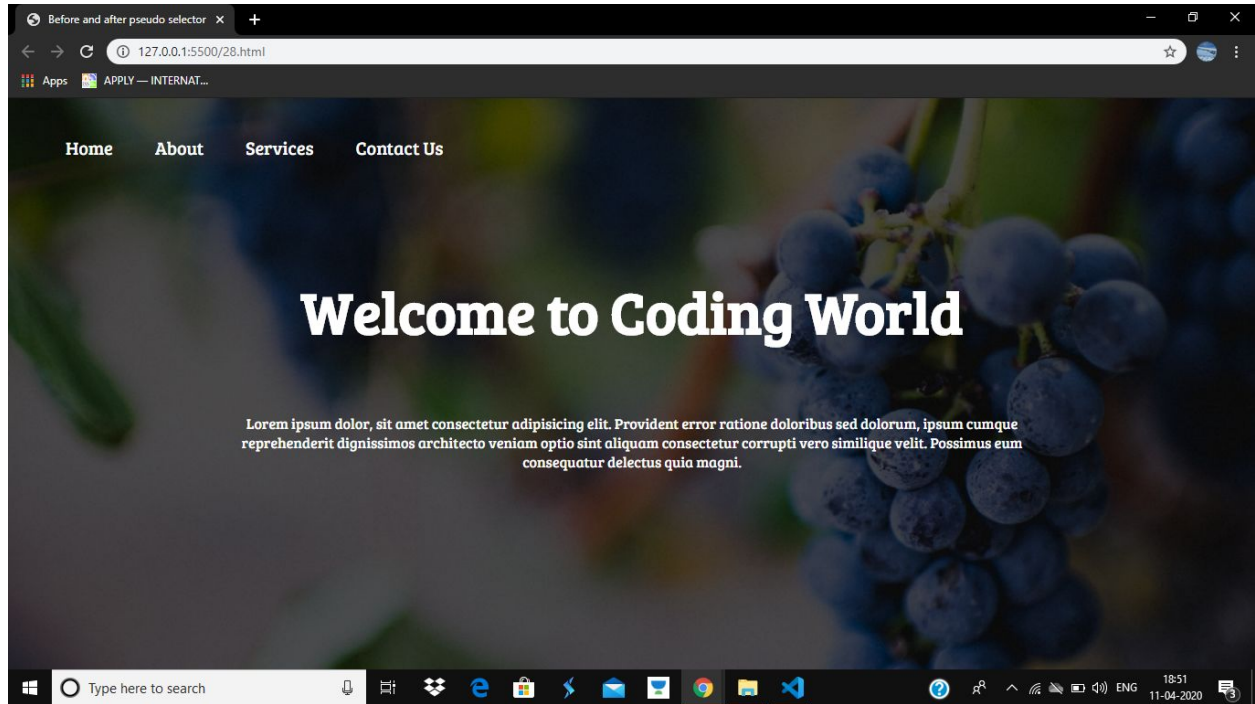 Before and after pseudo selector
127.0.0.1:5500/28.html
Apps
APPLY — INTERNAT...
Home About Services Contact Us
Welcome to Coding World
Lorem ipsum dolor, sit amet consectetur adipisicing elit. Provident error ratione doloribus sed dolorum, ipsum cumque
reprehenderit dignissimos architecto veniam optio sint aliquam consectetur corrupti vero similique velit. Possimus eum
consequatur delectus quia magni.
Type here to search
ENG
18:51
11-04-2020
3